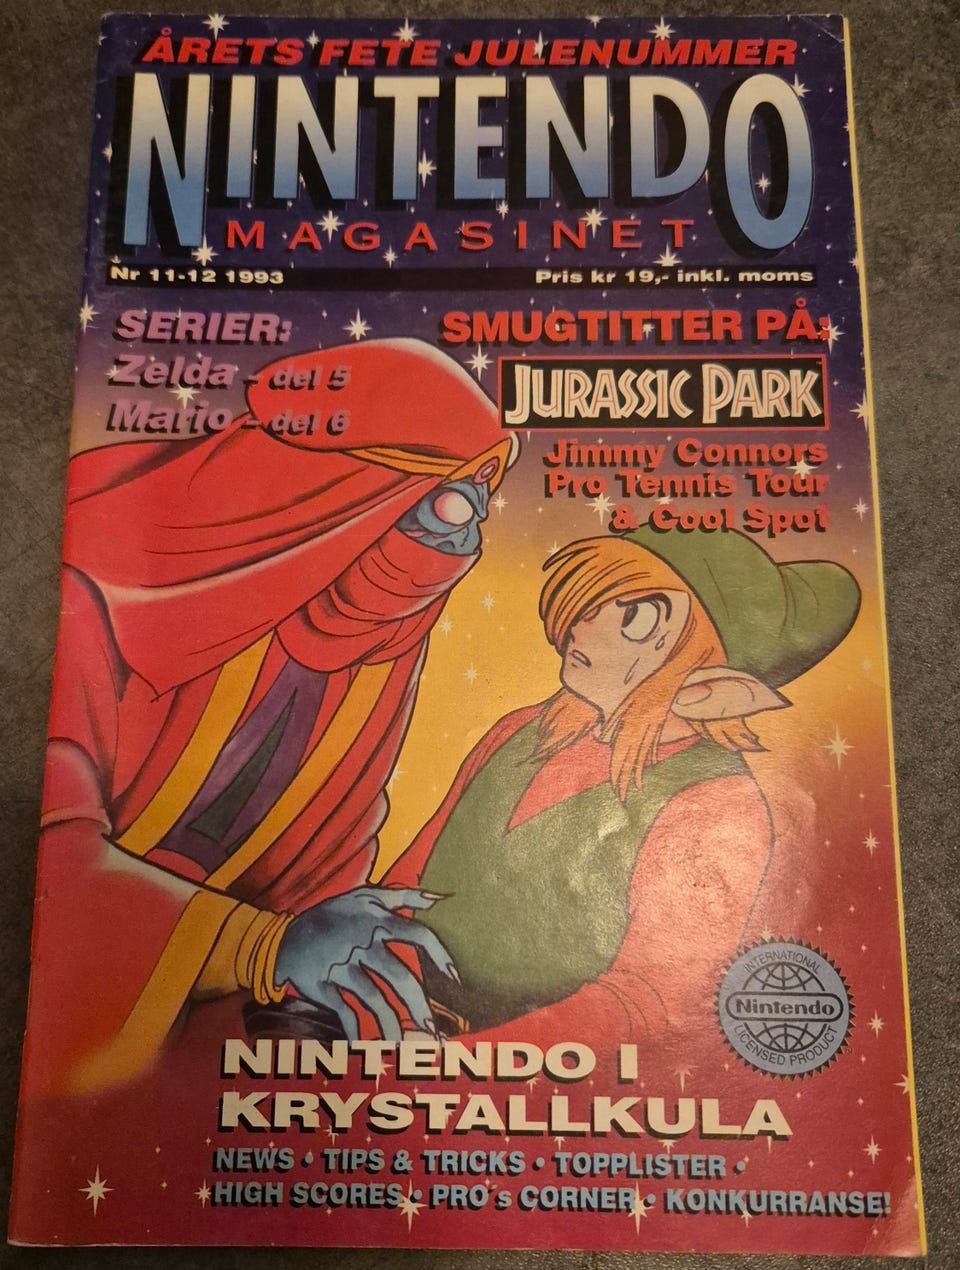 ÅRETS FETE JULENUMMER
NINTENDO
MAGASINET
Nr 11-12 1993
Pris kr 19,- inkl. moms
SERIER:
Zelda - del 5
Mario - del 6
SMUGTITTER PÅ:
JURASSIC PARK
Jimmy Connors
Pro Tennis Tour
& Cool Spot
INTERNATIONAL
Nintendo
LICENSED PRODUCT
NINTENDO I
KRYSTALLKULA
NEWS • TIPS & TRICKS • TOPPLISTER •
HIGH SCORES • PRO´s CORNER • KONKURRANSE!